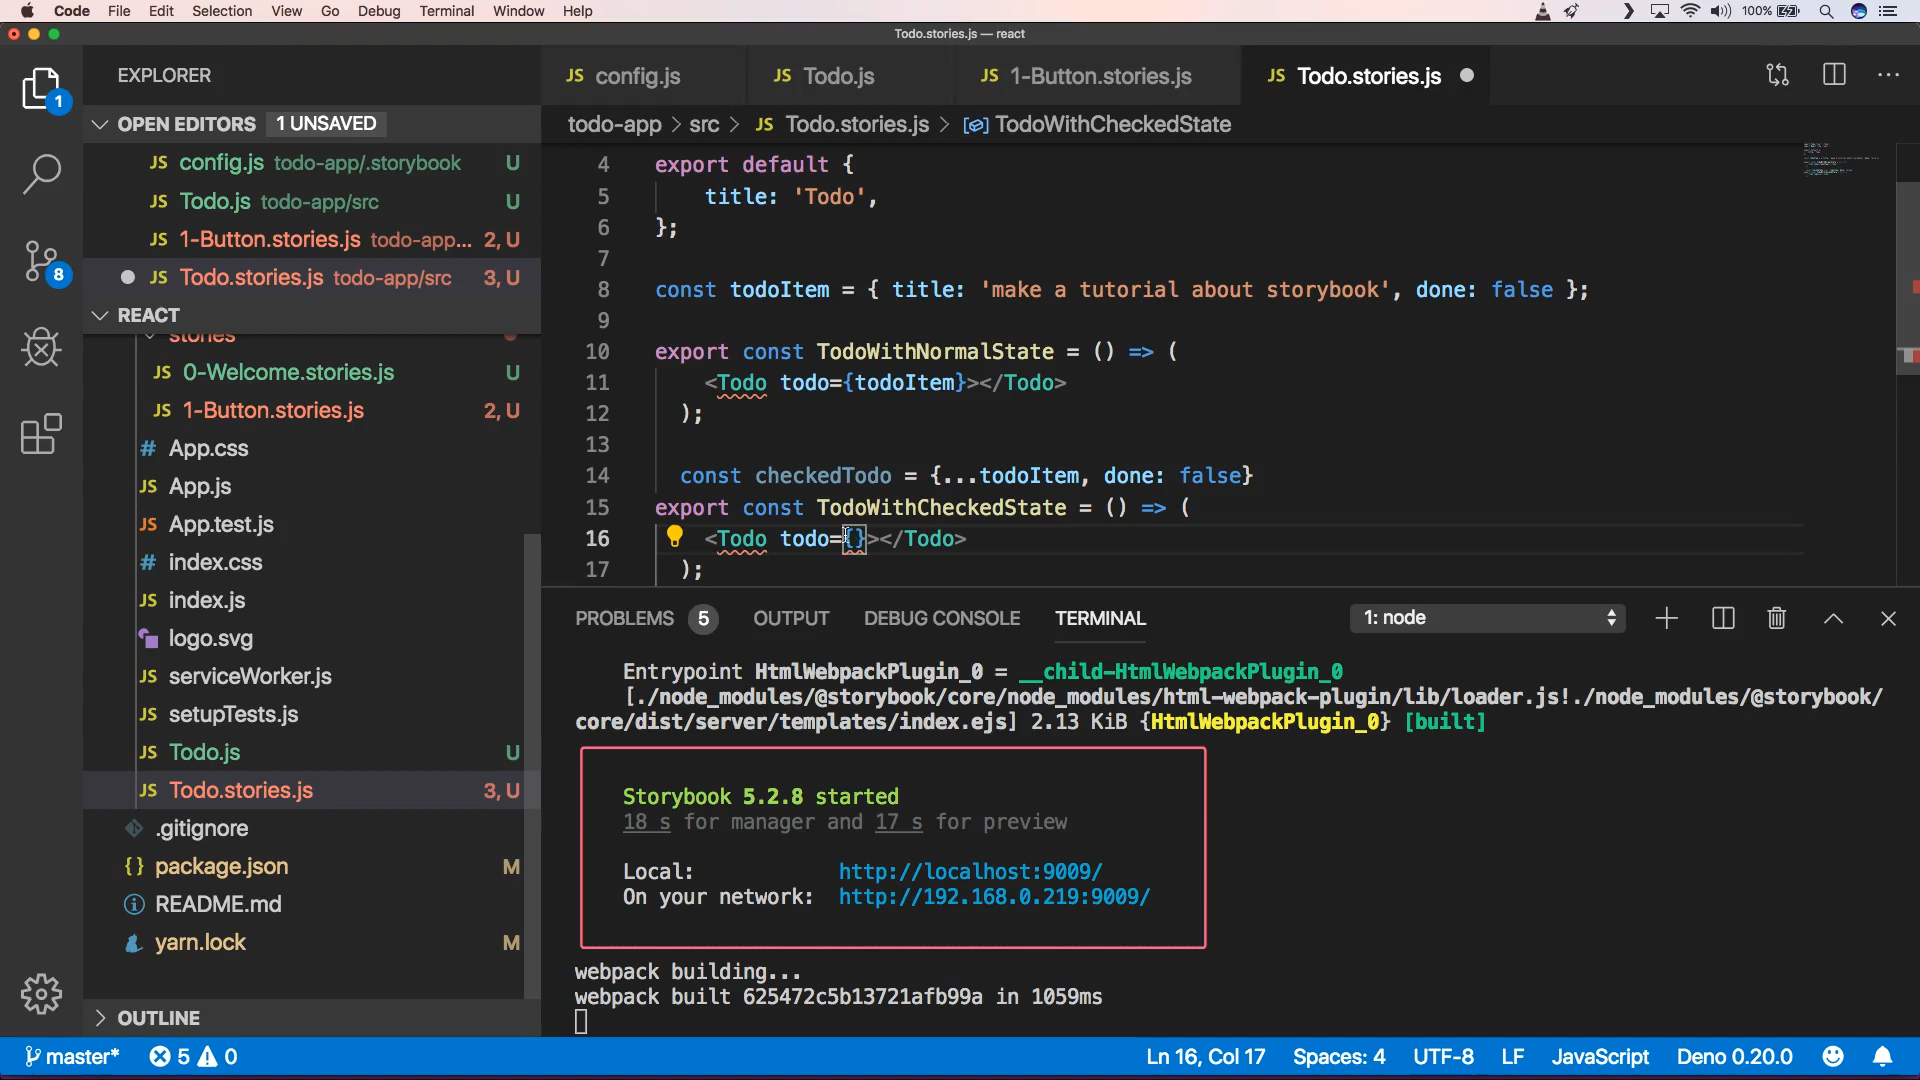 Code File Edit Selection View Go Debug Terminal Window Help 100%
Todo.stories.js — react
EXPLORER
config.js
Todo.js
1-Button.stories.js
Todo.stories.js
OPEN EDITORS 1 UNSAVED
todo-app > src > JS Todo.stories.js > TodoWithCheckedState
1
8
JS config.js todo-app/.storybook U
JS Todo.js todo-app/src U
JS 1-Button.stories.js todo-app... 2, U
JS Todo.stories.js todo-app/src 3, U
REACT
stories
JS 0-Welcome.stories.js U
JS 1-Button.stories.js 2, U
# App.css
JS App.js
JS App.test.js
# index.css
JS index.js
logo.svg
JS serviceWorker.js
JS setupTests.js
JS Todo.js U
JS Todo.stories.js 3, U
.gitignore
{} package.json M
README.md
yarn.lock M
OUTLINE
4 export default {
5 title: 'Todo',
6 };
7
8 const todoItem = { title: 'make a tutorial about storybook', done: false };
9
10 export const TodoWithNormalState = () => (
11 <Todo todo={todoItem}></Todo>
12 );
13
14 const checkedTodo = {...todoItem, done: false}
15 export const TodoWithCheckedState = () => (
16 <Todo todo={}></Todo>
17 );
PROBLEMS 5 OUTPUT DEBUG CONSOLE TERMINAL 1: node
Entrypoint HtmlWebpackPlugin_0 = __child-HtmlWebpackPlugin_0
[./node_modules/@storybook/core/node_modules/html-webpack-plugin/lib/loader.js!./node_modules/@storybook/
core/dist/server/templates/index.ejs] 2.13 KiB {HtmlWebpackPlugin_0} [built]
Storybook 5.2.8 started
18 s for manager and 17 s for preview
Local: http://localhost:9009/
On your network: http://192.168.0.219:9009/
webpack building...
webpack built 625472c5b13721afb99a in 1059ms
master* 5 0 Ln 16, Col 17 Spaces: 4 UTF-8 LF JavaScript Deno 0.20.0